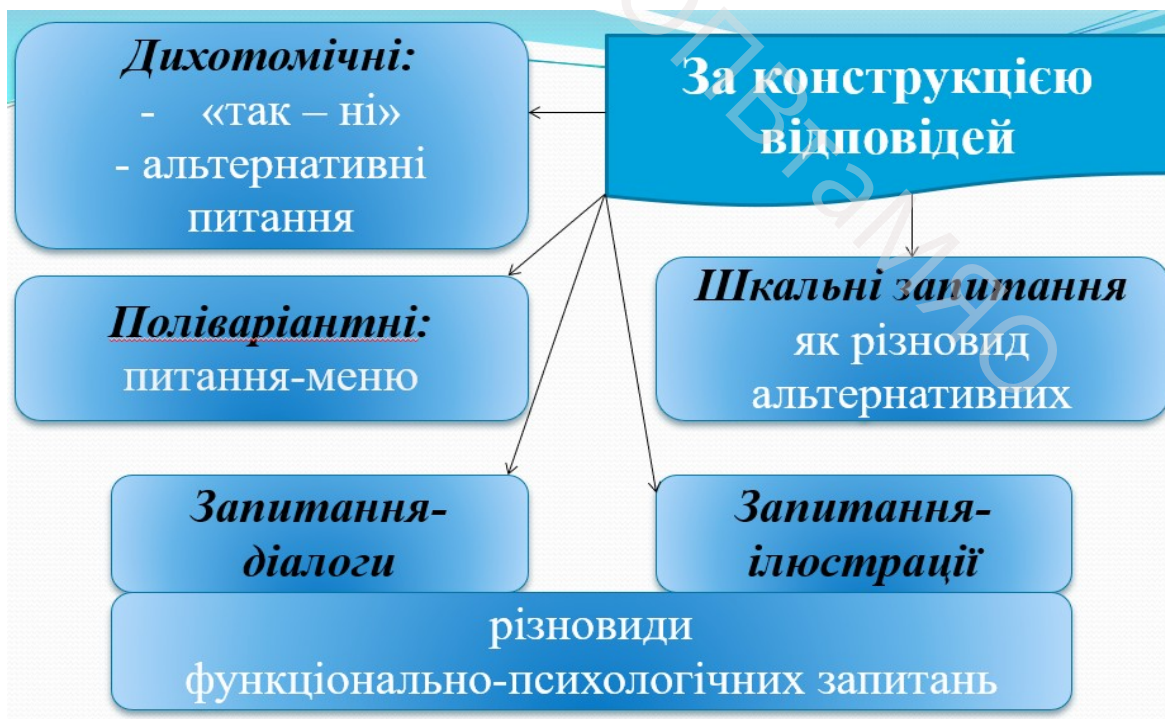 Дихотомічні:
- «так – ні»
- альтернативні
питання
За конструкцією
відповідей
Поліваріантні:
питання-меню
Шкальні запитання
як різновид
альтернативних
Запитання-
діалоги
Запитання-
ілюстрації
різновиди
функціонально-психологічних запитань
ОПВтаМЯО